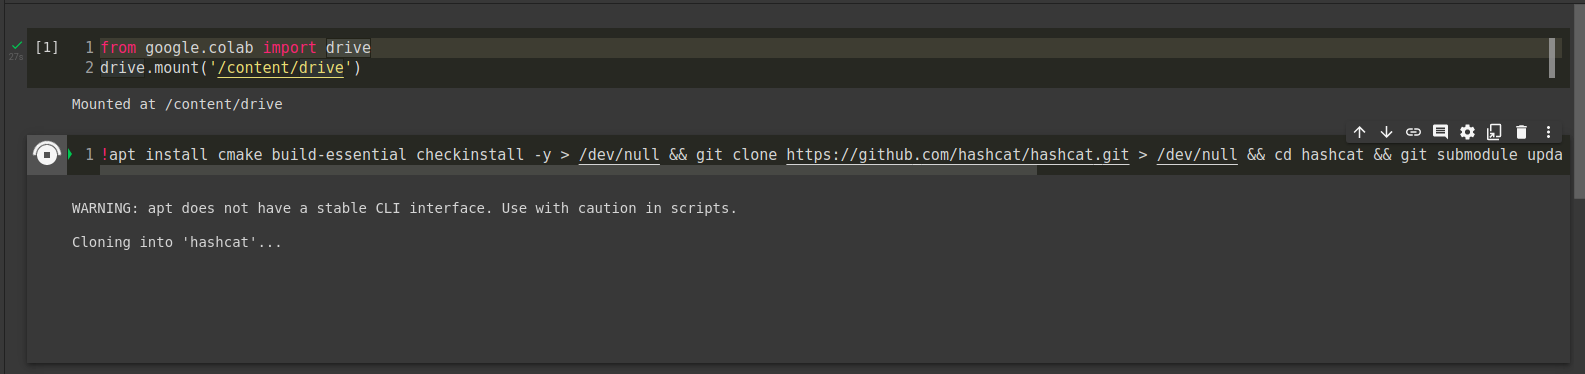 [1] 1 from google.colab import drive
27s 2 drive.mount('/content/drive')
Mounted at /content/drive
1 !apt install cmake build-essential checkinstall -y > /dev/null && git clone https://github.com/hashcat/hashcat.git > /dev/null && cd hashcat && git submodule upda
WARNING: apt does not have a stable CLI interface. Use with caution in scripts.
Cloning into 'hashcat'...